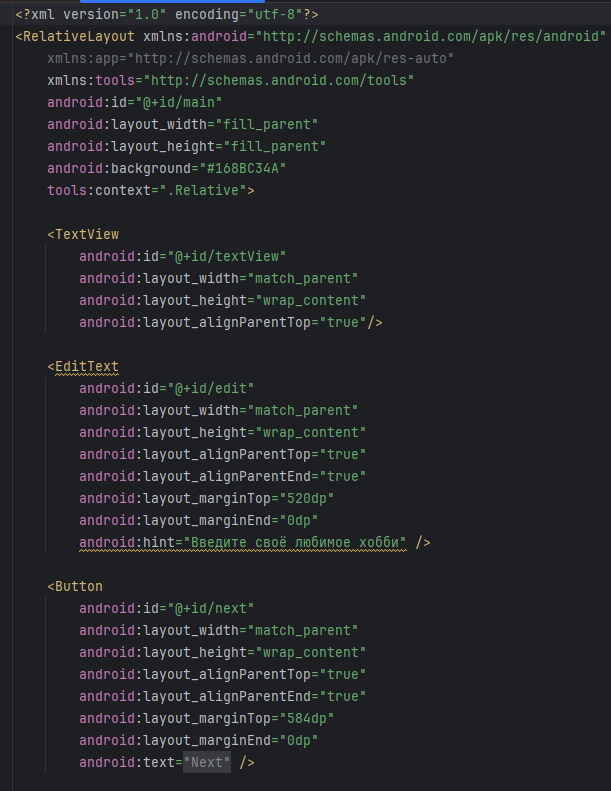 <?xml version="1.0" encoding="utf-8"?>
<RelativeLayout xmlns:android="http://schemas.android.com/apk/res/android"
    xmlns:app="http://schemas.android.com/apk/res-auto"
    xmlns:tools="http://schemas.android.com/tools"
    android:id="@+id/main"
    android:layout_width="fill_parent"
    android:layout_height="fill_parent"
    android:background="#168BC34A"
    tools:context=".Relative">
    <TextView
        android:id="@+id/textView"
        android:layout_width="match_parent"
        android:layout_height="wrap_content"
        android:layout_alignParentTop="true"/>
    <EditText
        android:id="@+id/edit"
        android:layout_width="match_parent"
        android:layout_height="wrap_content"
        android:layout_alignParentTop="true"
        android:layout_alignParentEnd="true"
        android:layout_marginTop="520dp"
        android:layout_marginEnd="0dp"
        android:hint="Введите своё любимое хобби" />
    <Button
        android:id="@+id/next"
        android:layout_width="match_parent"
        android:layout_height="wrap_content"
        android:layout_alignParentTop="true"
        android:layout_alignParentEnd="true"
        android:layout_marginTop="584dp"
        android:layout_marginEnd="0dp"
        android:text="Next" />